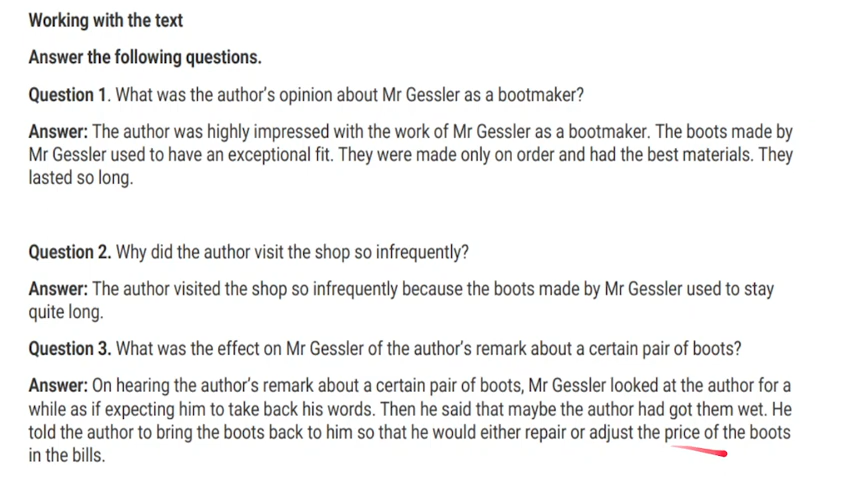 Working with the text
Answer the following questions.
Question 1. What was the author's opinion about Mr Gessler as a bootmaker?
Answer: The author was highly impressed with the work of Mr Gessler as a bootmaker. The boots made by
Mr Gessler used to have an exceptional fit. They were made only on order and had the best materials. They
lasted so long.
Question 2. Why did the author visit the shop so infrequently?
Answer: The author visited the shop so infrequently because the boots made by Mr Gessler used to stay
quite long.
Question 3. What was the effect on Mr Gessler of the author's remark about a certain pair of boots?
Answer: On hearing the author's remark about a certain pair of boots, Mr Gessler looked at the author for a
while as if expecting him to take back his words. Then he said that maybe the author had got them wet. He
told the author to bring the boots back to him so that he would either repair or adjust the price of the boots
in the bills.